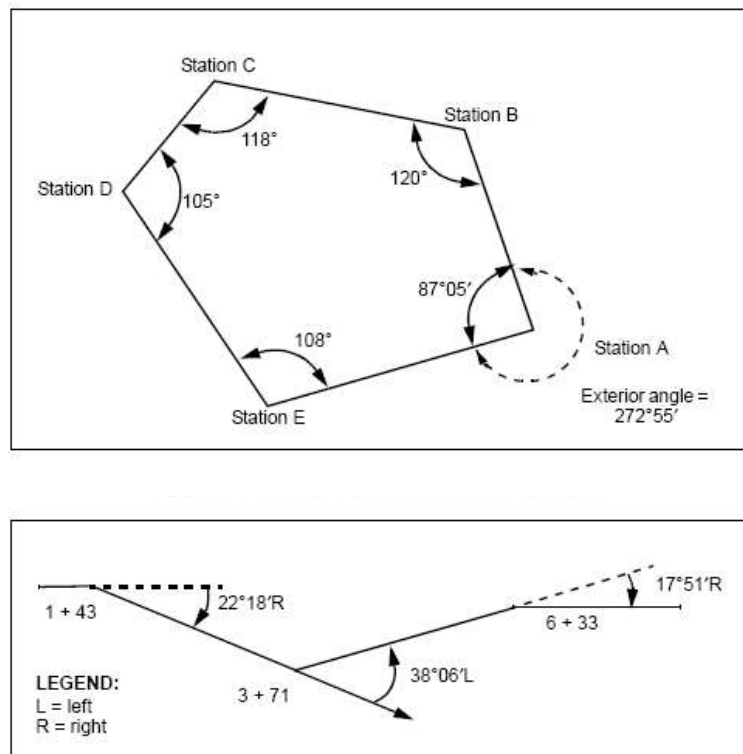 Station C
Station B
118°
Station D
120°
105°
87°05′
108°
Station A
Station E
Exterior angle =
272°55′
17°51′R
22°18′R
1 + 43
6 + 33
38°06′L
LEGEND:
L = left
R = right
3 + 71